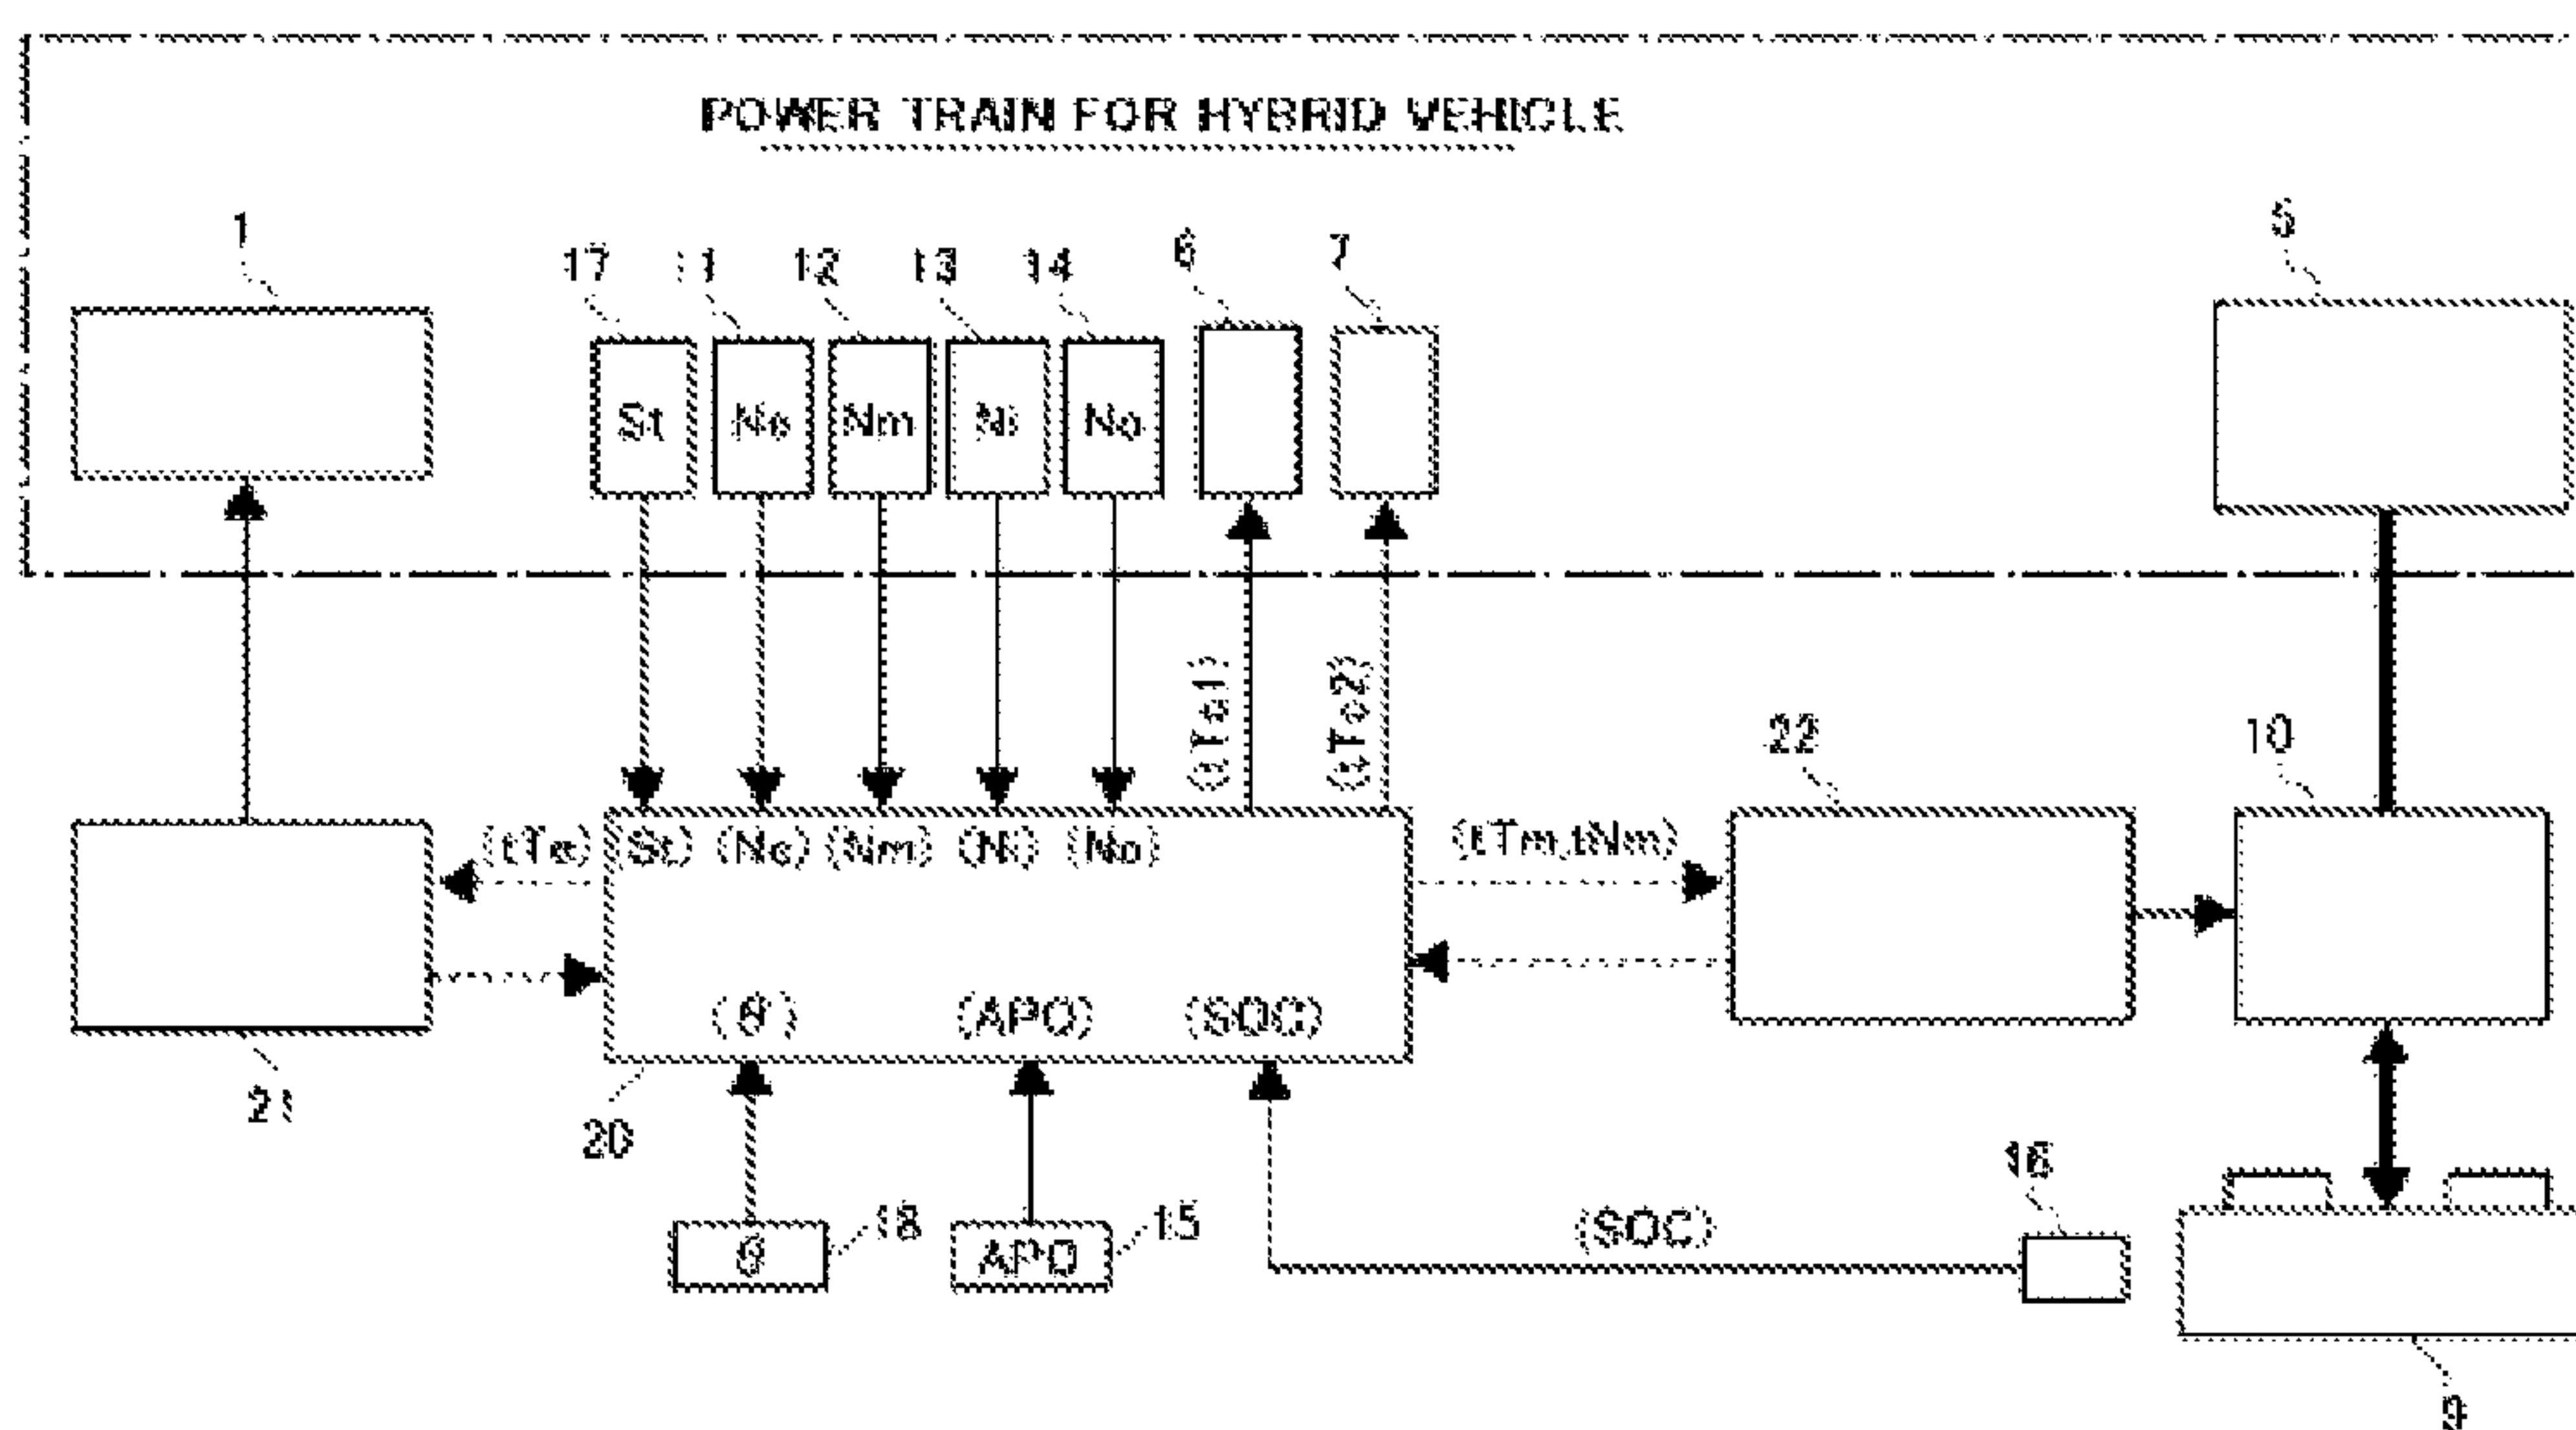 POWER TRAIN FOR HYBRID VEHICLE
1
17 11 12 13 14 6 7
5
St Ne Nm Ni No
(tTc1) (tTc2)
22 10
(tTe) (St) (Ne) (Nm) (Ni) (No) (tTm,tNm)
(APO) (SOC)
21 20
16
18 APO 15 (SOC)
9